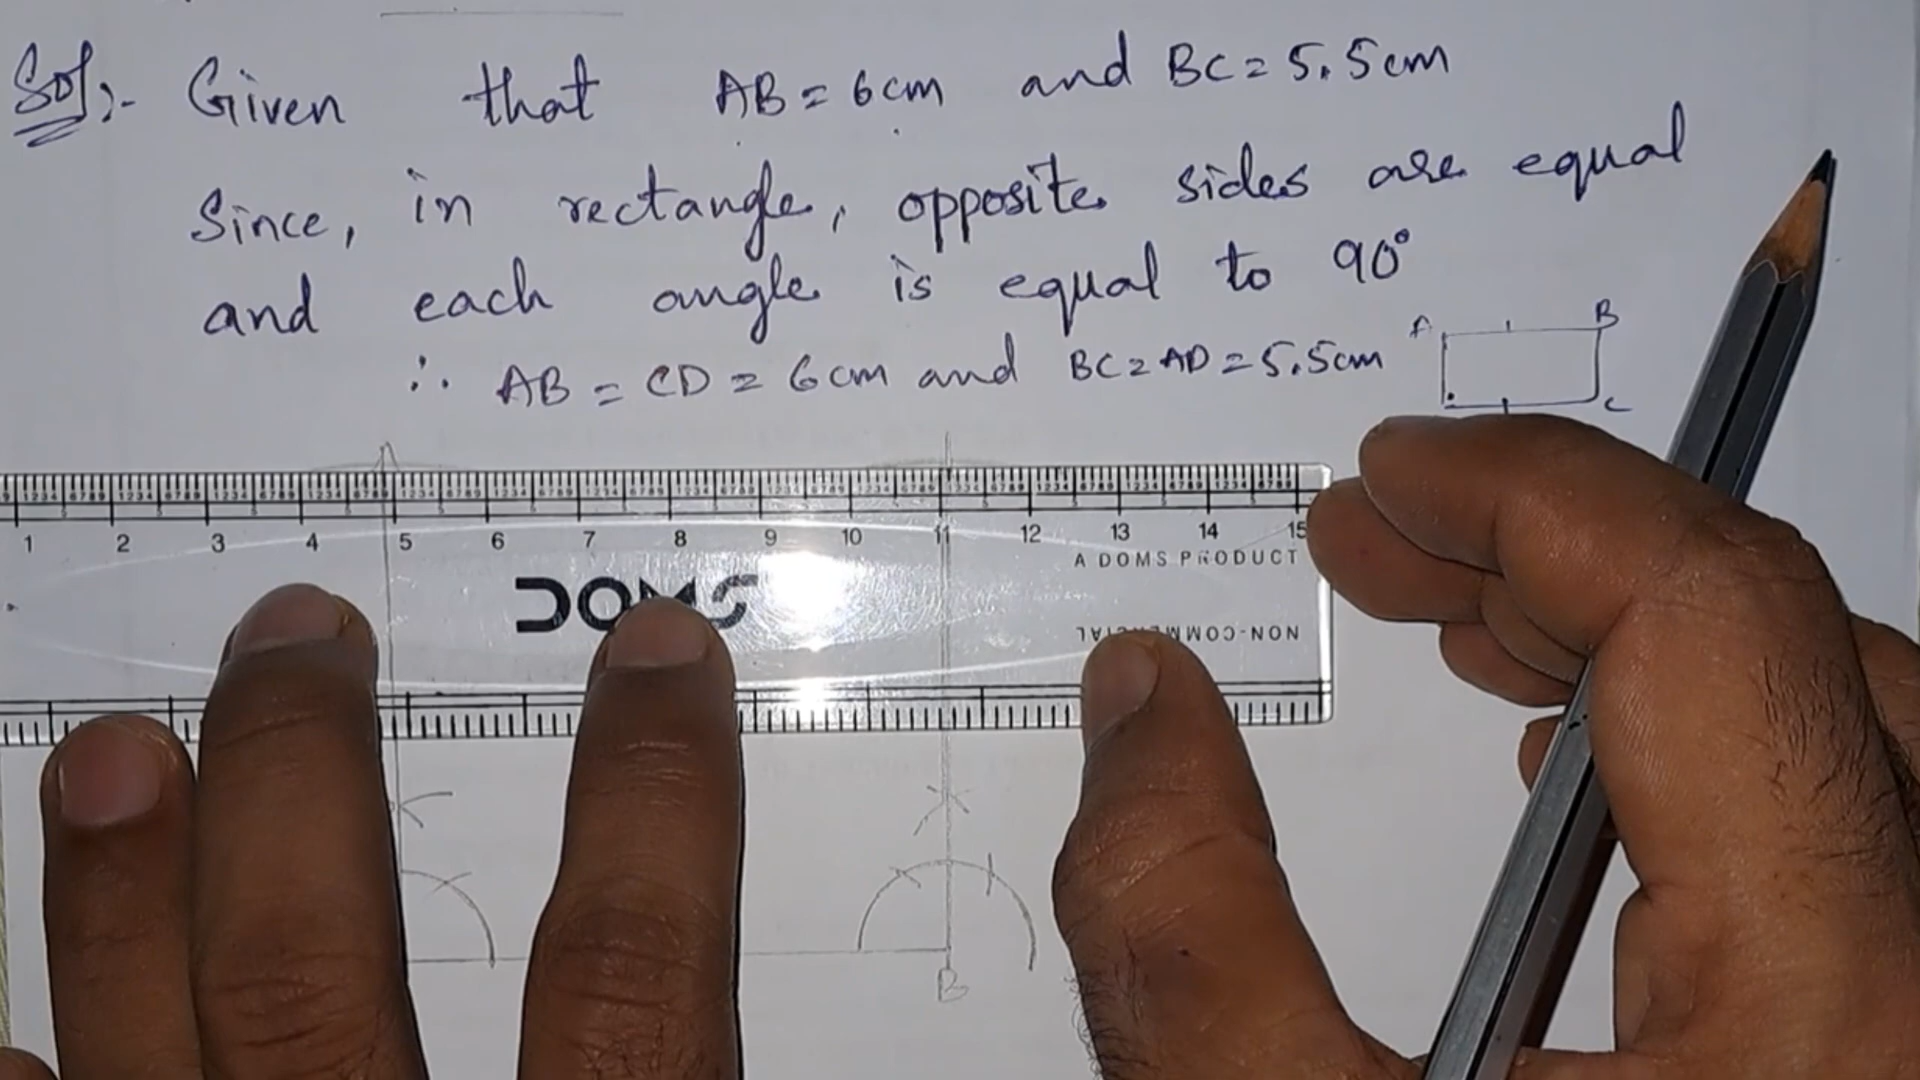 Sol:- Given that AB = 6cm and BC = 5.5cm
Since, in rectangle, opposite sides are equal
and each angle is equal to 90°
∴ AB = CD = 6cm and BC = AD = 5.5cm
A B
C
1 2 3 4 5 6 7 8 9 10 11 12 13 14 15
A DOMS PRODUCT
DOMS
B